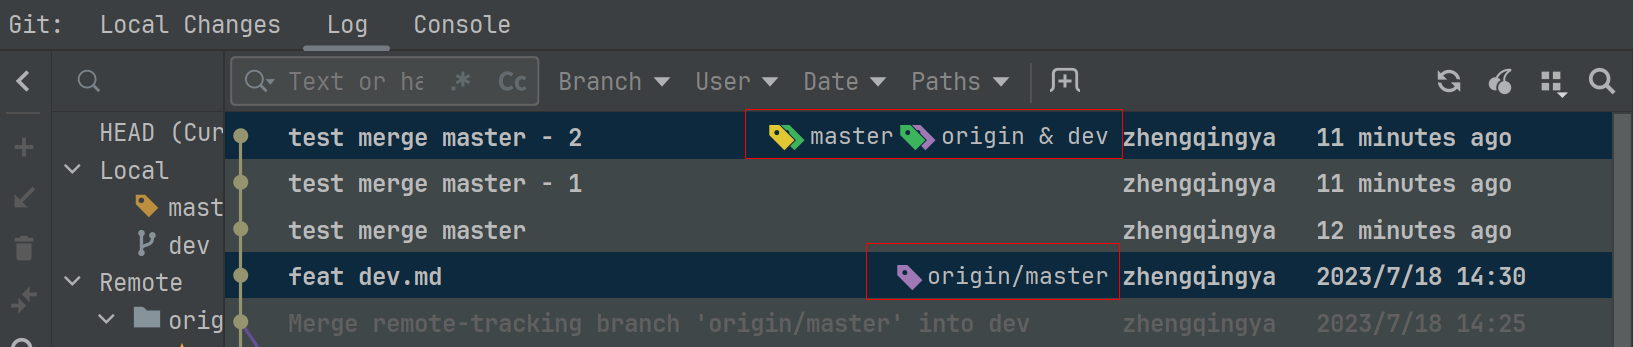 Git: Local Changes Log Console
Text or ha .* Cc Branch User Date Paths
HEAD (Cur
Local
mast
dev
Remote
orig
test merge master - 2 master origin & dev zhengqingya 11 minutes ago
test merge master - 1 zhengqingya 11 minutes ago
test merge master zhengqingya 12 minutes ago
feat dev.md origin/master zhengqingya 2023/7/18 14:30
Merge remote-tracking branch 'origin/master' into dev zhengqingya 2023/7/18 14:25